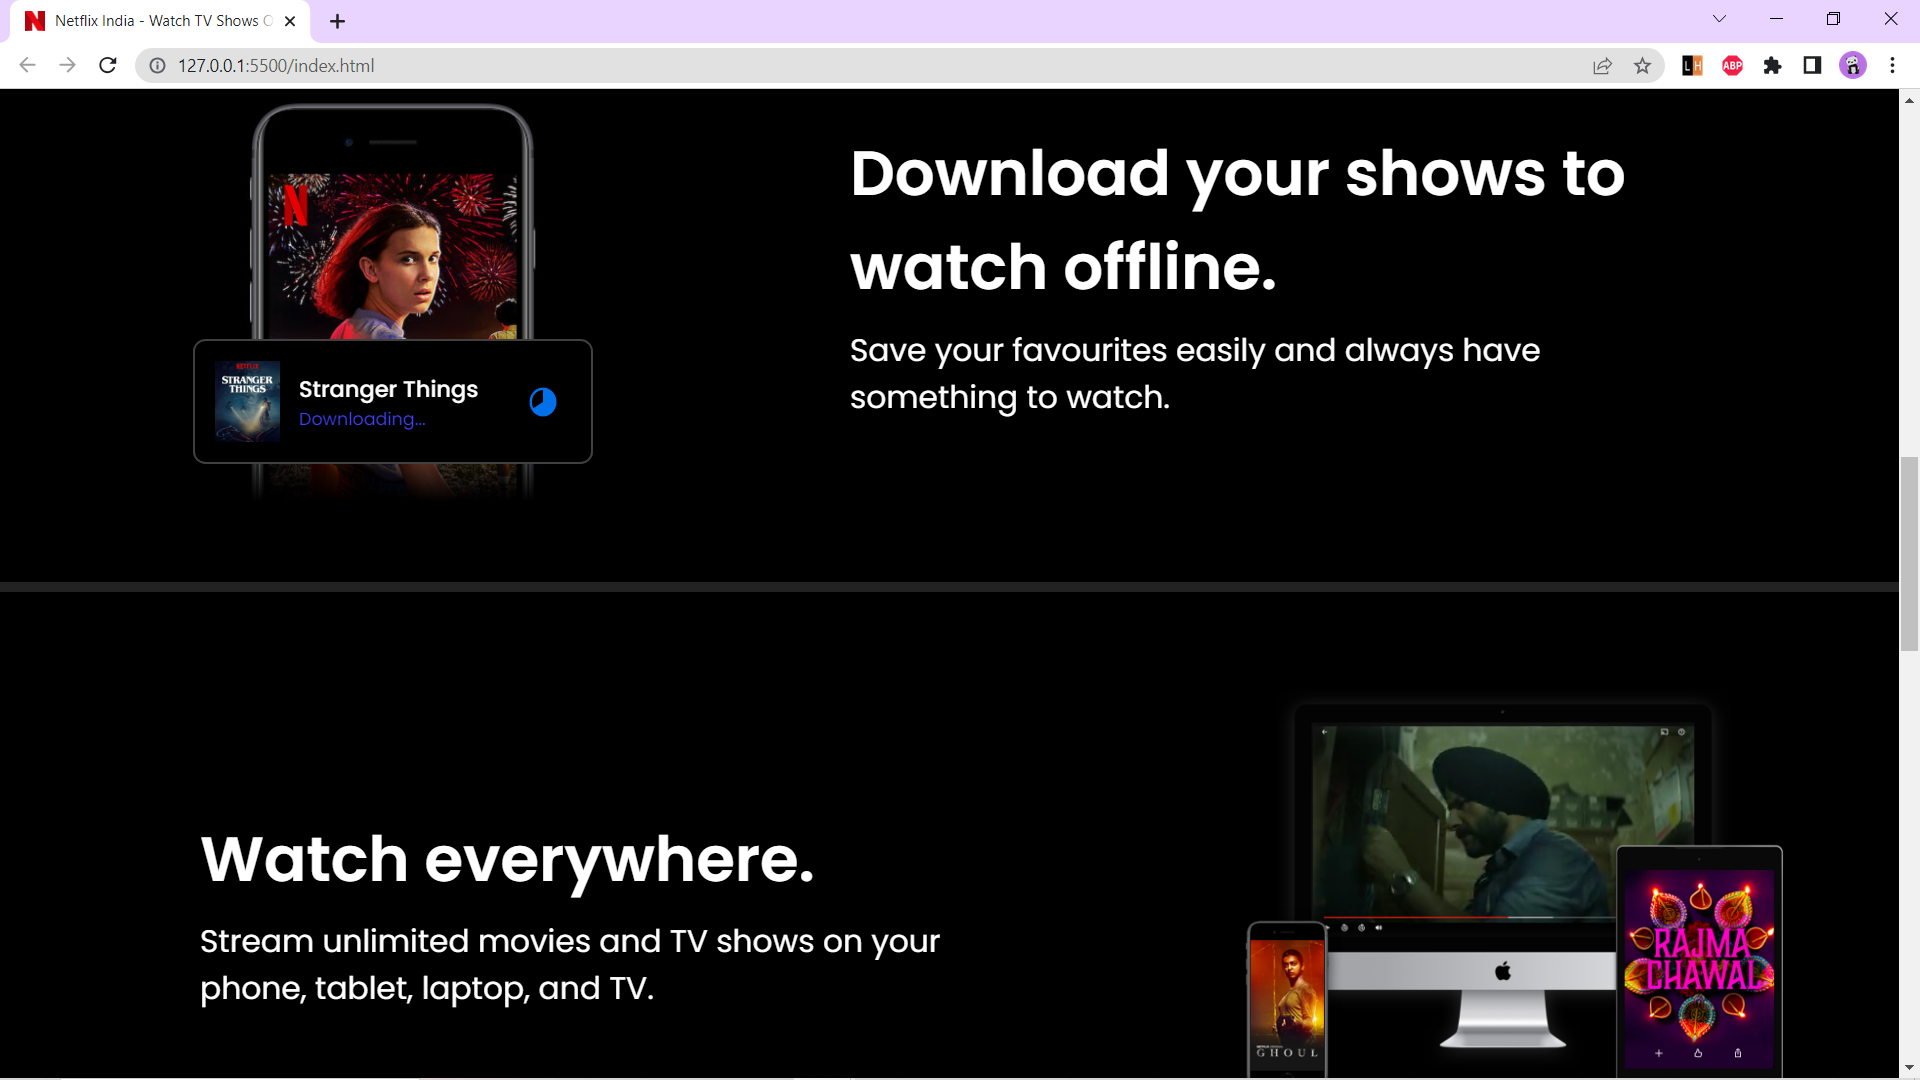 Netflix India - Watch TV Shows O
127.0.0.1:5500/index.html
LH
ABP
N
Download your shows to
watch offline.
Save your favourites easily and always have
something to watch.
NETFLIX
STRANGER
THINGS
Stranger Things
Downloading...
Watch everywhere.
Stream unlimited movies and TV shows on your
phone, tablet, laptop, and TV.
RAJMA
CHAWAL
GHOUL